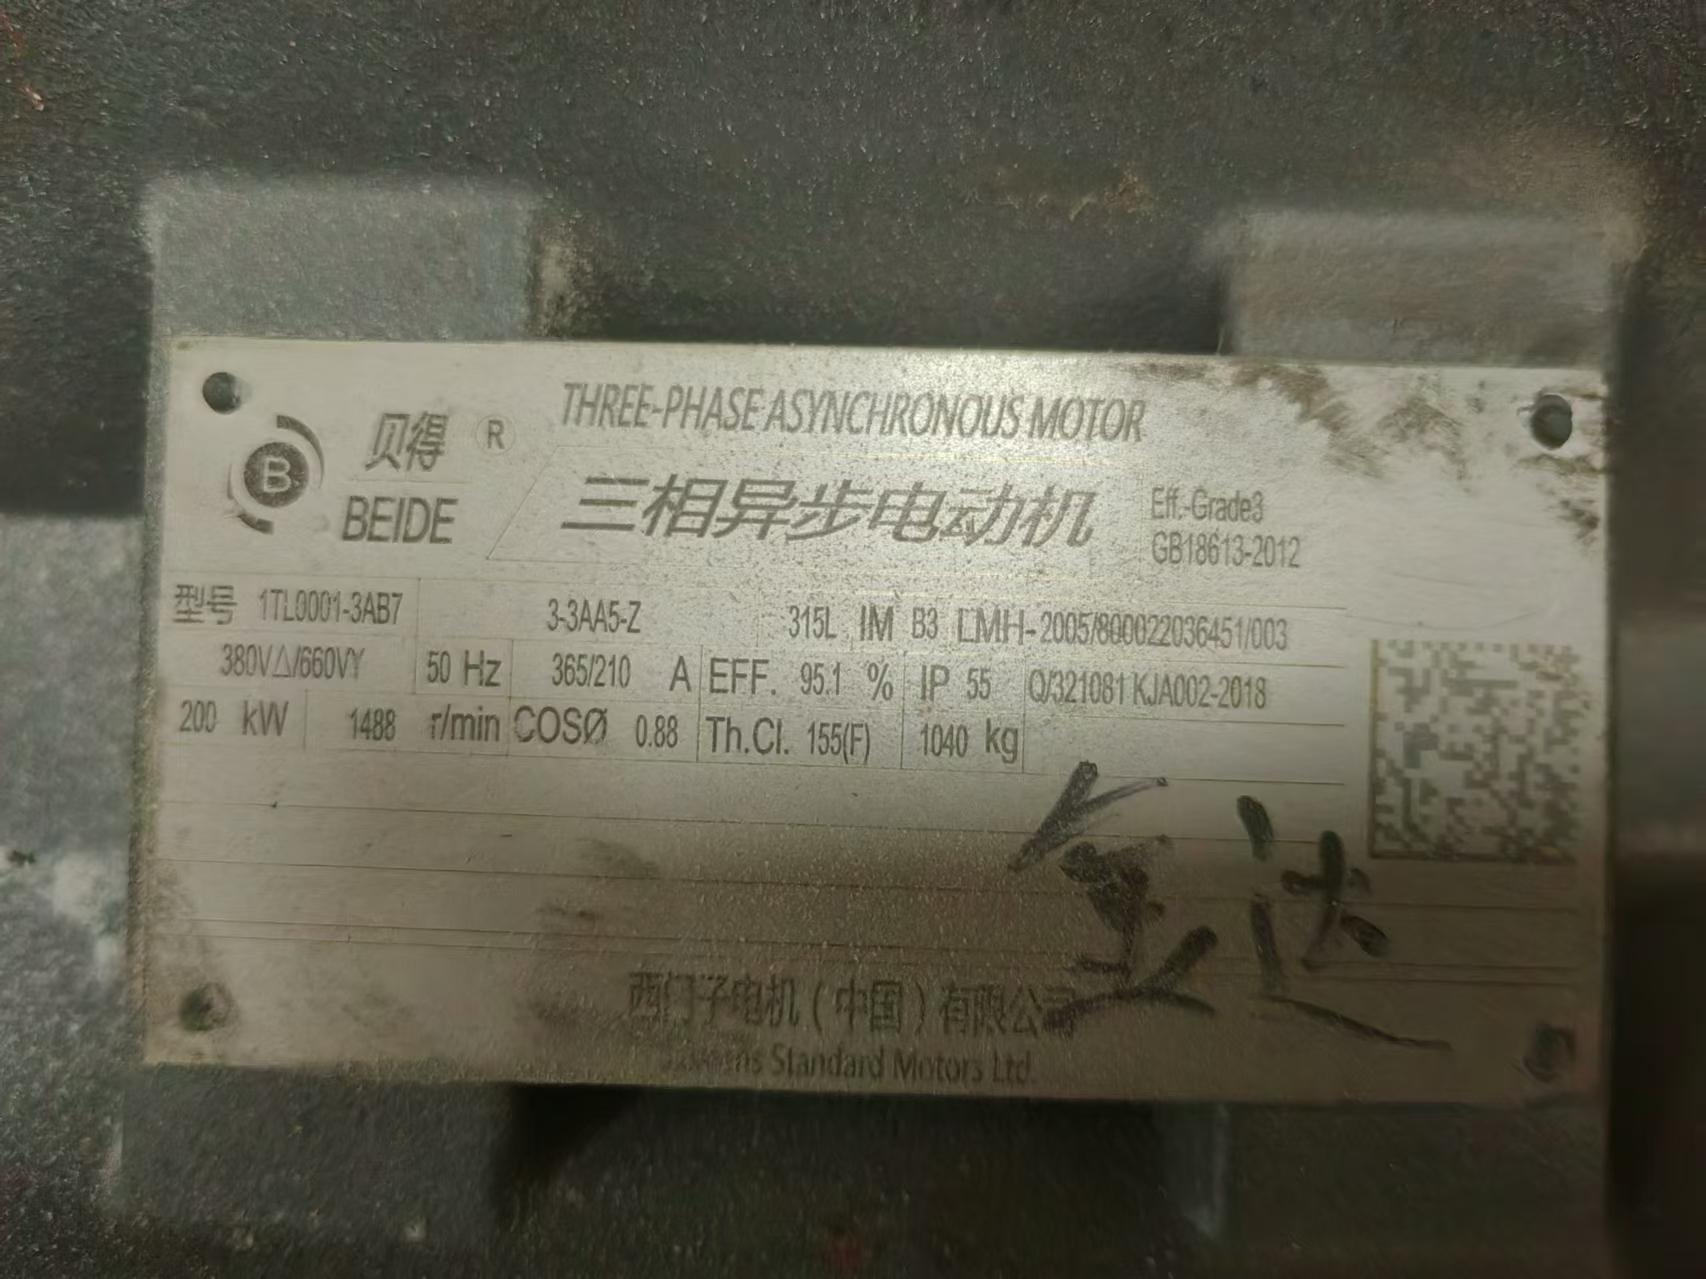 贝得 ® THREE-PHASE ASYNCHRONOUS MOTOR
B
BEIDE 三相异步电动机 Eff.-Grade3
GB18613-2012
型号 1TL0001-3AB7 3-3AA5-Z 315L IM B3 LMH-2005/800022036451/003
380V△/660VY 50 Hz 365/210 A EFF. 95.1 % IP 55 Q/321081 KJA002-2018
200 kW 1488 r/min COSØ 0.88 Th.Cl. 155(F) 1040 kg
西门子电机（中国）有限公司
Standard Motors Ltd.